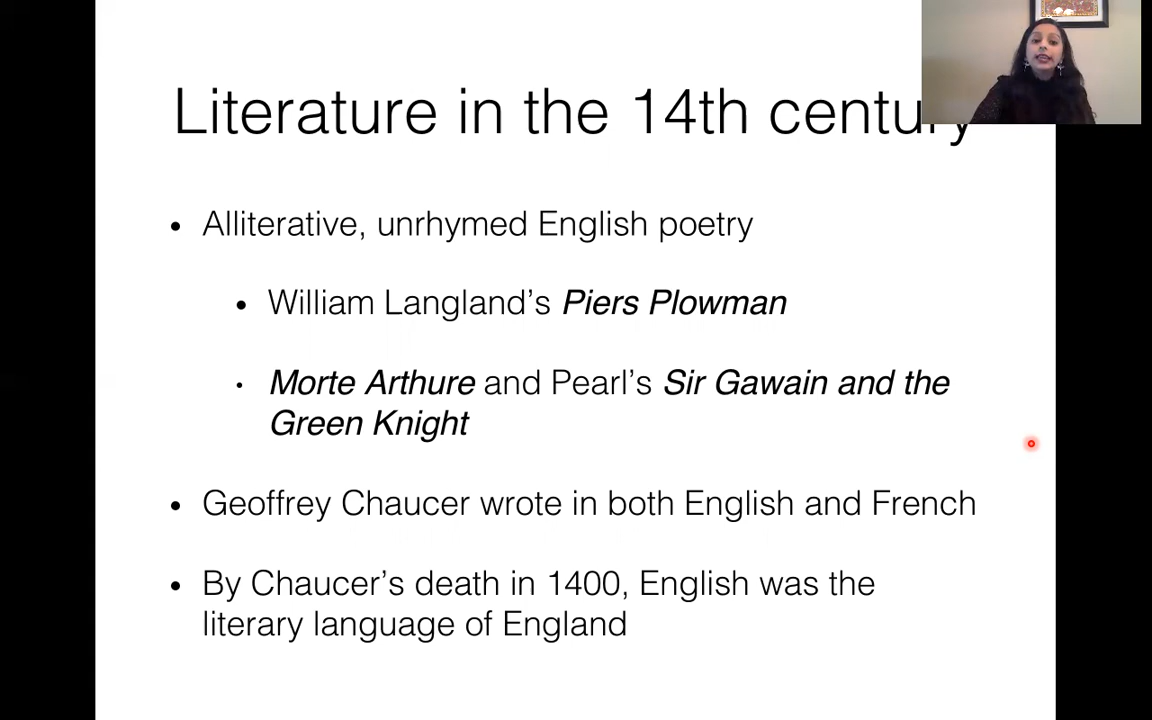 Literature in the 14th century
• Alliterative, unrhymed English poetry
• William Langland’s Piers Plowman
• Morte Arthure and Pearl’s Sir Gawain and the
Green Knight
• Geoffrey Chaucer wrote in both English and French
• By Chaucer’s death in 1400, English was the
literary language of England